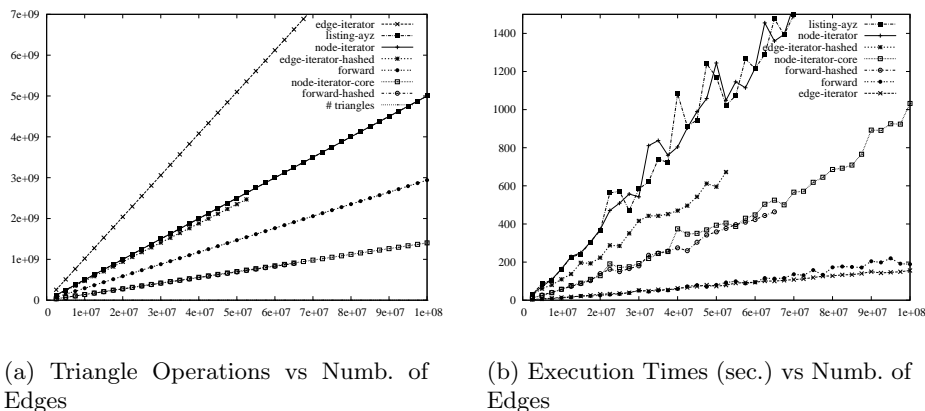 7e+09
6e+09
5e+09
4e+09
3e+09
2e+09
1e+09
0
0 1e+07 2e+07 3e+07 4e+07 5e+07 6e+07 7e+07 8e+07 9e+07 1e+08
edge-iterator
listing-ayz
node-iterator
edge-iterator-hashed
forward
node-iterator-core
forward-hashed
# triangles
(a) Triangle Operations vs Numb. of
Edges
1400
1200
1000
800
600
400
200
0
0 1e+07 2e+07 3e+07 4e+07 5e+07 6e+07 7e+07 8e+07 9e+07 1e+08
listing-ayz
node-iterator
edge-iterator-hashed
node-iterator-core
forward-hashed
forward
edge-iterator
(b) Execution Times (sec.) vs Numb. of
Edges